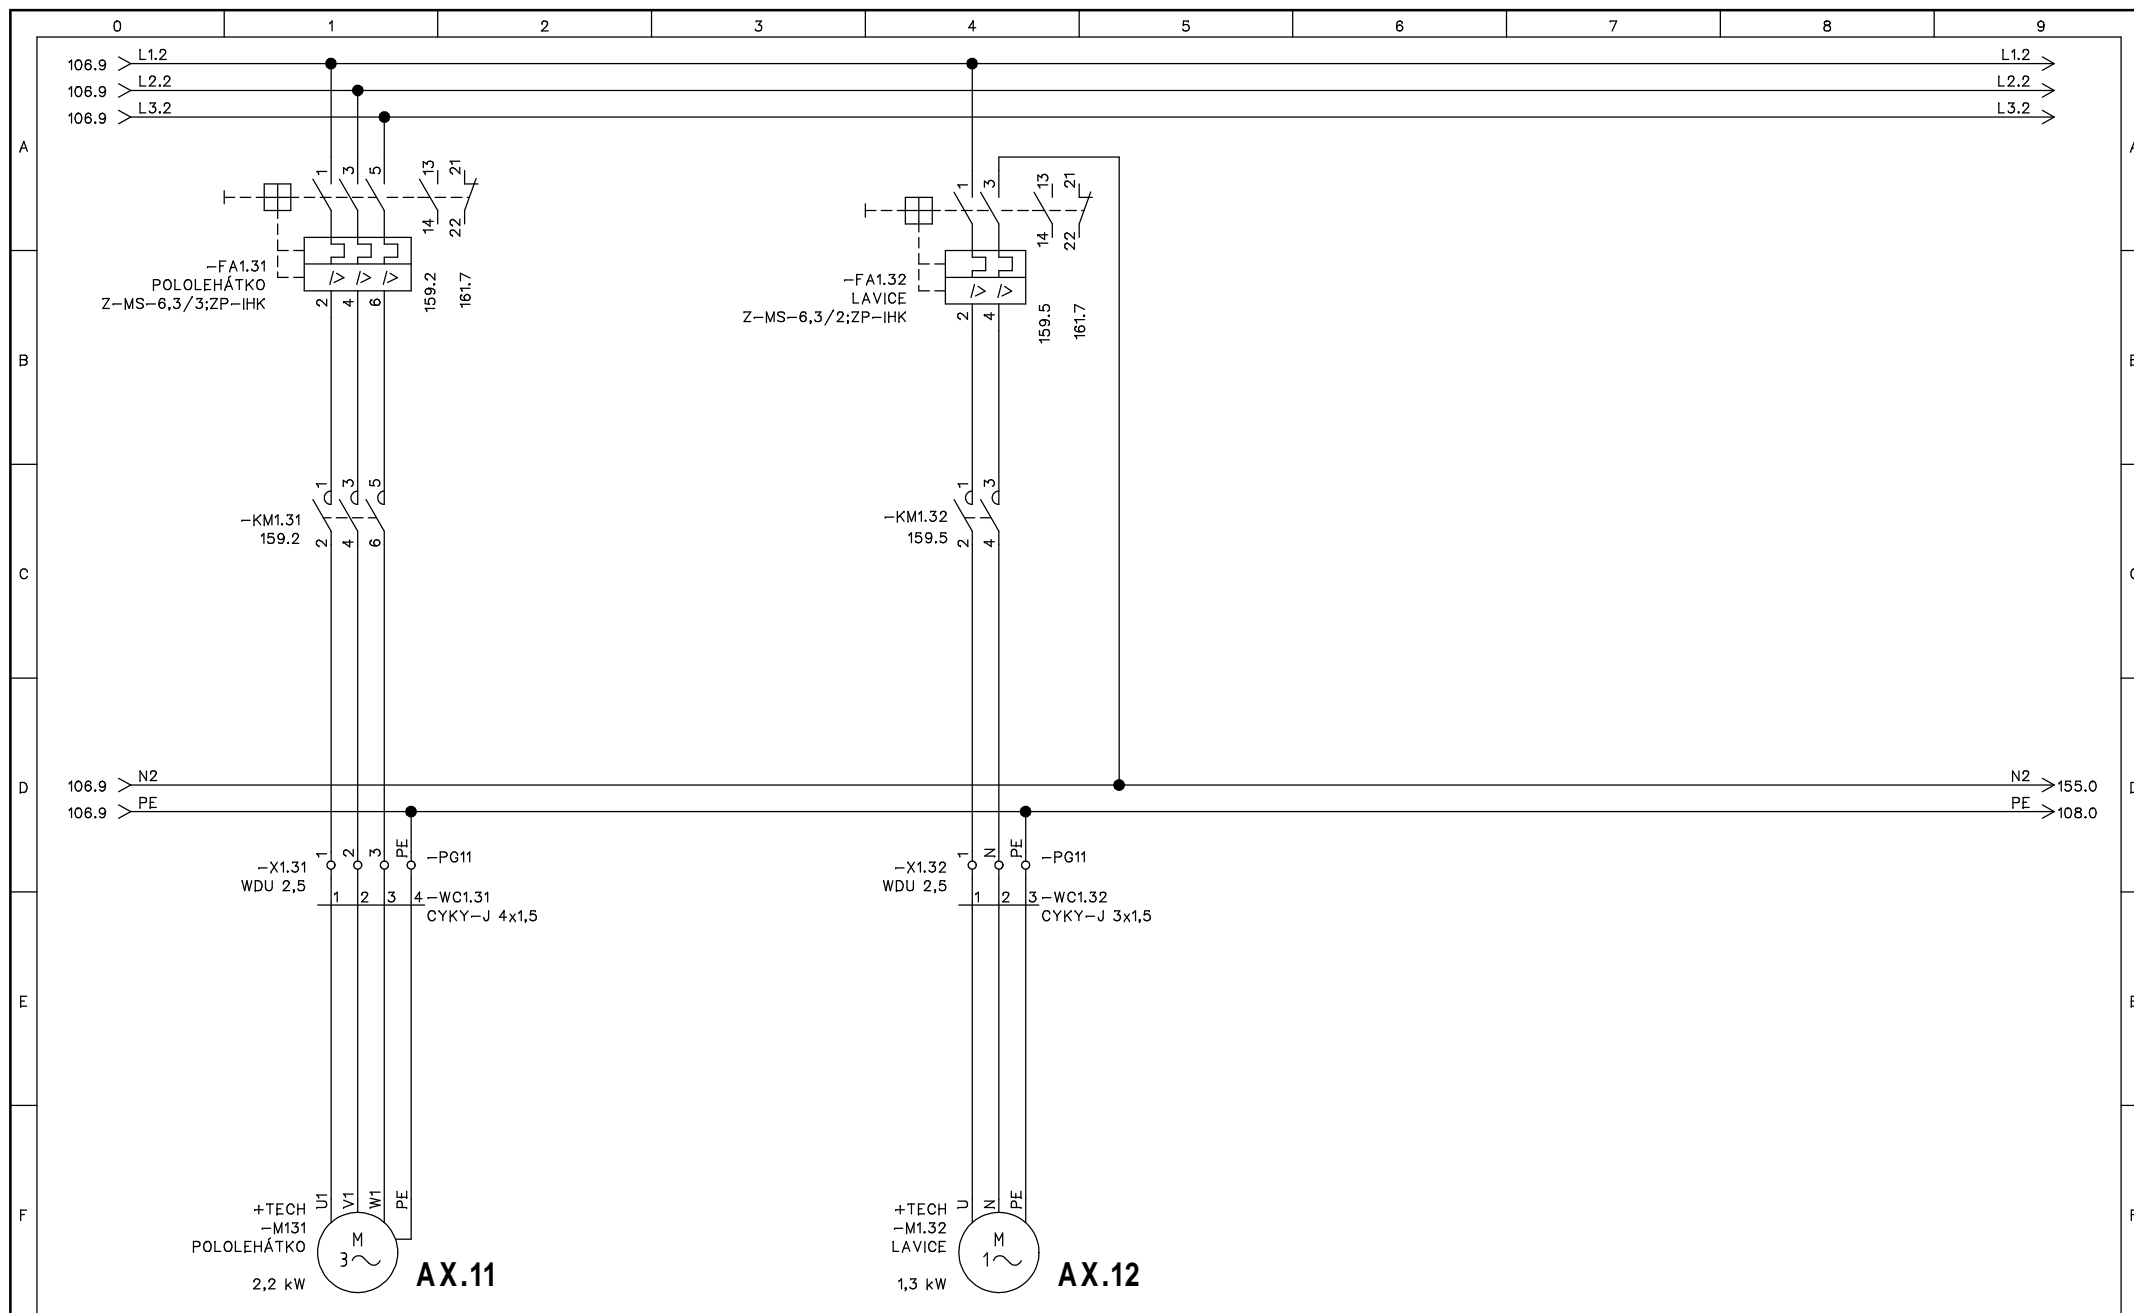 0 1 2 3 4 5 6 7 8 9
106.9 L1.2 L1.2
106.9 L2.2 L2.2
106.9 L3.2 L3.2
A
1 3 5 13 21
14 22
1 3 13 21
14 22
-FA1.31
POLOLEHÁTKO
Z-MS-6,3/3;ZP-IHK
I> I> I>
2 4 6
159.2 161.7
-FA1.32
LAVICE
Z-MS-6,3/2;ZP-IHK
I> I>
2 4
159.5 161.7
B
1 3 5
-KM1.31
159.2
2 4 6
1 3
-KM1.32
159.5
2 4
C
106.9 N2 N2 155.0
D
106.9 PE PE 108.0
1 2 3 PE -PG11
-X1.31
WDU 2,5
1 2 3 4 -WC1.31
CYKY-J 4x1,5
1 N PE -PG11
-X1.32
WDU 2,5
1 2 3 -WC1.32
CYKY-J 3x1,5
E
F
U1 V1 W1 PE
+TECH
-M131
POLOLEHÁTKO
2,2 kW
M
3~
AX.11
U N PE
+TECH
-M1.32
LAVICE
1,3 kW
M
1~
AX.12